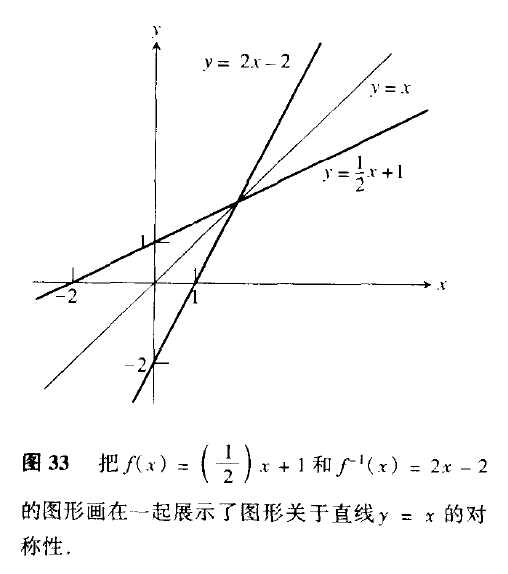 y
y = 2x − 2
y = x
y = 1/2 x + 1
1
−2
1
x
−2
图 33 把 f(x) = (1/2) x + 1 和 f⁻¹(x) = 2x − 2
的图形画在一起展示了图形关于直线 y = x 的对
称性.